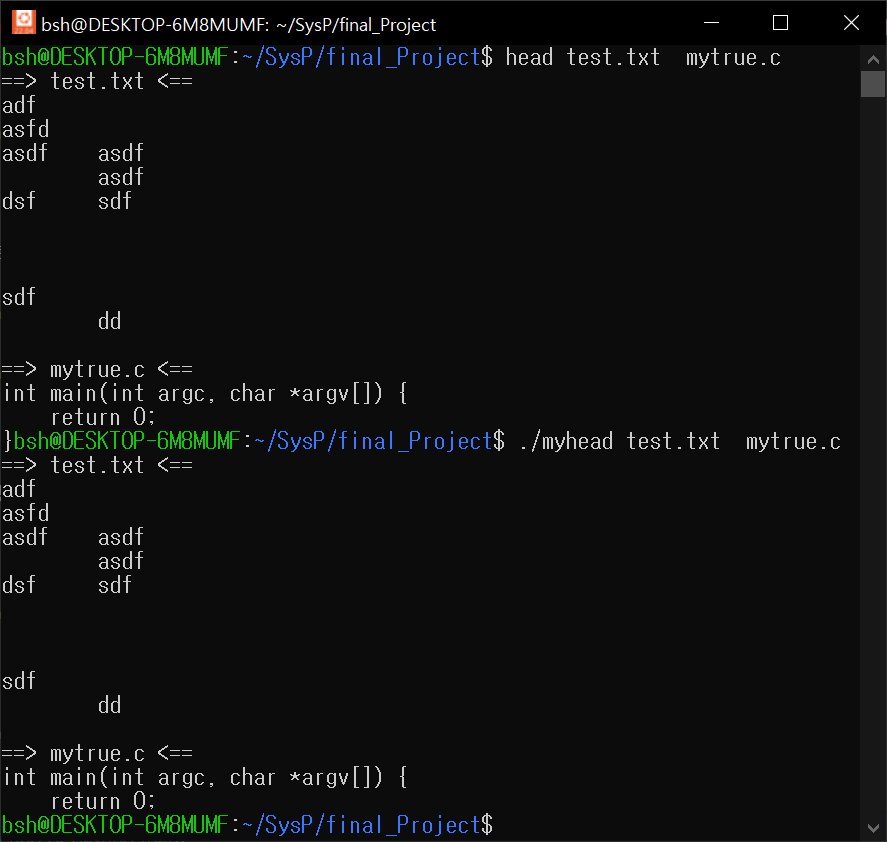 bsh@DESKTOP-6M8MUMF: ~/SysP/final_Project
bsh@DESKTOP-6M8MUMF:~/SysP/final_Project$ head test.txt  mytrue.c
==> test.txt <==
adf
asfd
asdf    asdf
        asdf
dsf     sdf
sdf
        dd
==> mytrue.c <==
int main(int argc, char *argv[]) {
    return 0;
}bsh@DESKTOP-6M8MUMF:~/SysP/final_Project$ ./myhead test.txt  mytrue.c
==> test.txt <==
adf
asfd
asdf    asdf
        asdf
dsf     sdf
sdf
        dd
==> mytrue.c <==
int main(int argc, char *argv[]) {
    return 0;
bsh@DESKTOP-6M8MUMF:~/SysP/final_Project$